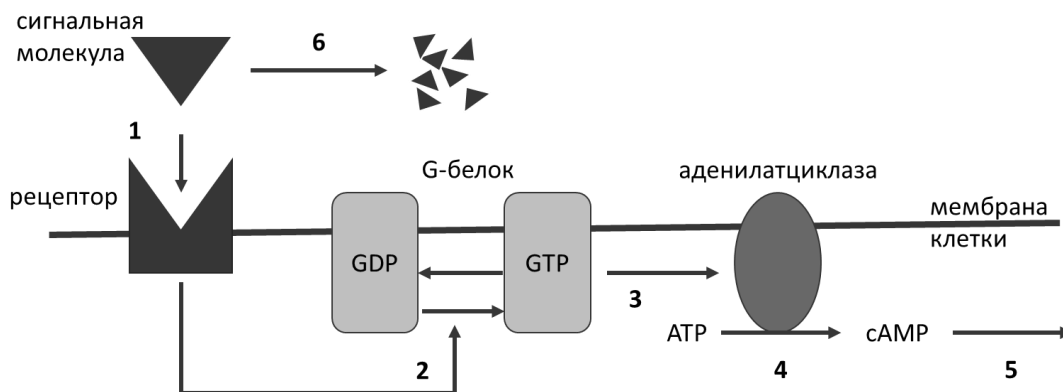 сигнальная
молекула
6
1
рецептор
G-белок
аденилатциклаза
мембрана
клетки
GDP
GTP
3
ATP
cAMP
2
4
5